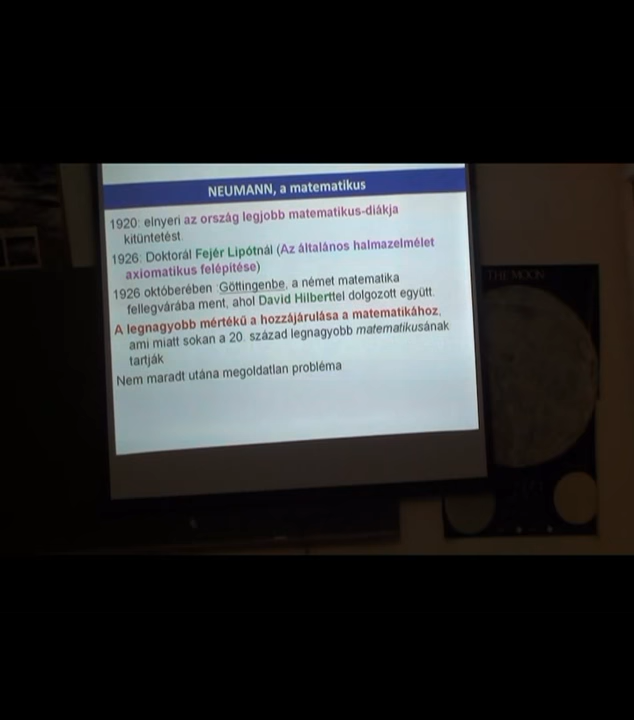 NEUMANN, a matematikus
1920: elnyeri az ország legjobb matematikus-diákja
kitüntetést.
1926: Doktorál Fejér Lipótnál (Az általános halmazelmélet
axiomatikus felépítése)
1926 októberében Göttingenbe, a német matematika
fellegvárába ment, ahol David Hilberttel dolgozott együtt.
A legnagyobb mértékű a hozzájárulása a matematikához,
ami miatt sokan a 20. század legnagyobb matematikusának
tartják
Nem maradt utána megoldatlan probléma
THE MOON